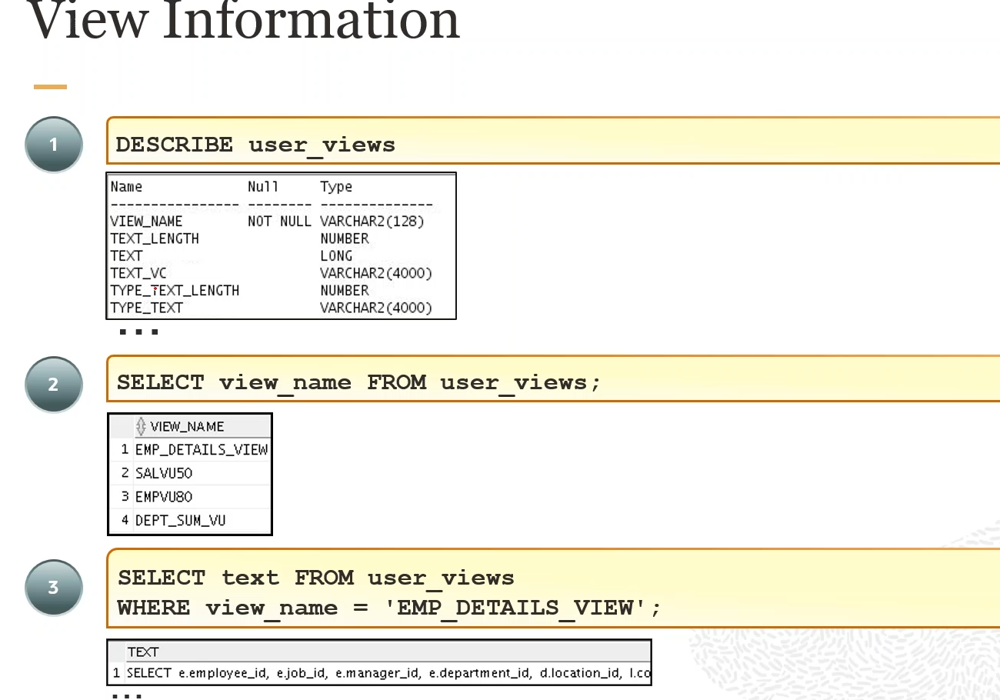 View Information
1
DESCRIBE user_views
Name Null Type
---------------- -------- --------------
VIEW_NAME NOT NULL VARCHAR2(128)
TEXT_LENGTH NUMBER
TEXT LONG
TEXT_VC VARCHAR2(4000)
TYPE_TEXT_LENGTH NUMBER
TYPE_TEXT VARCHAR2(4000)
...
2
SELECT view_name FROM user_views;
VIEW_NAME
1 EMP_DETAILS_VIEW
2 SALVU50
3 EMPVU80
4 DEPT_SUM_VU
3
SELECT text FROM user_views
WHERE view_name = 'EMP_DETAILS_VIEW';
TEXT
1 SELECT e.employee_id, e.job_id, e.manager_id, e.department_id, d.location_id, l.co
...